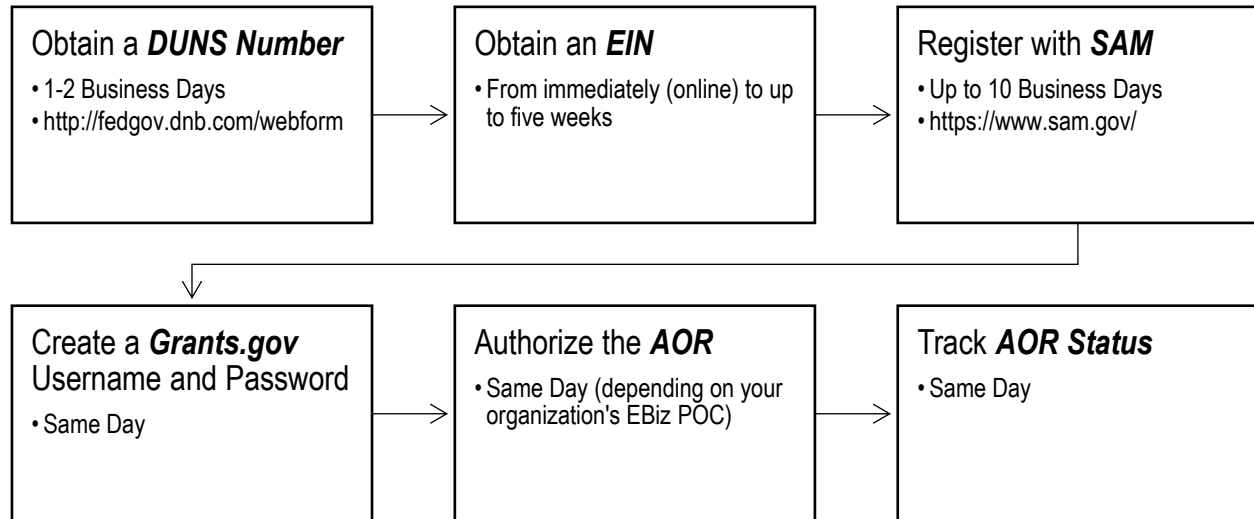 Obtain a DUNS Number
• 1-2 Business Days
• http://fedgov.dnb.com/webform
Obtain an EIN
• From immediately (online) to up
to five weeks
Register with SAM
• Up to 10 Business Days
• https://www.sam.gov/
Create a Grants.gov
Username and Password
• Same Day
Authorize the AOR
• Same Day (depending on your
organization's EBiz POC)
Track AOR Status
• Same Day